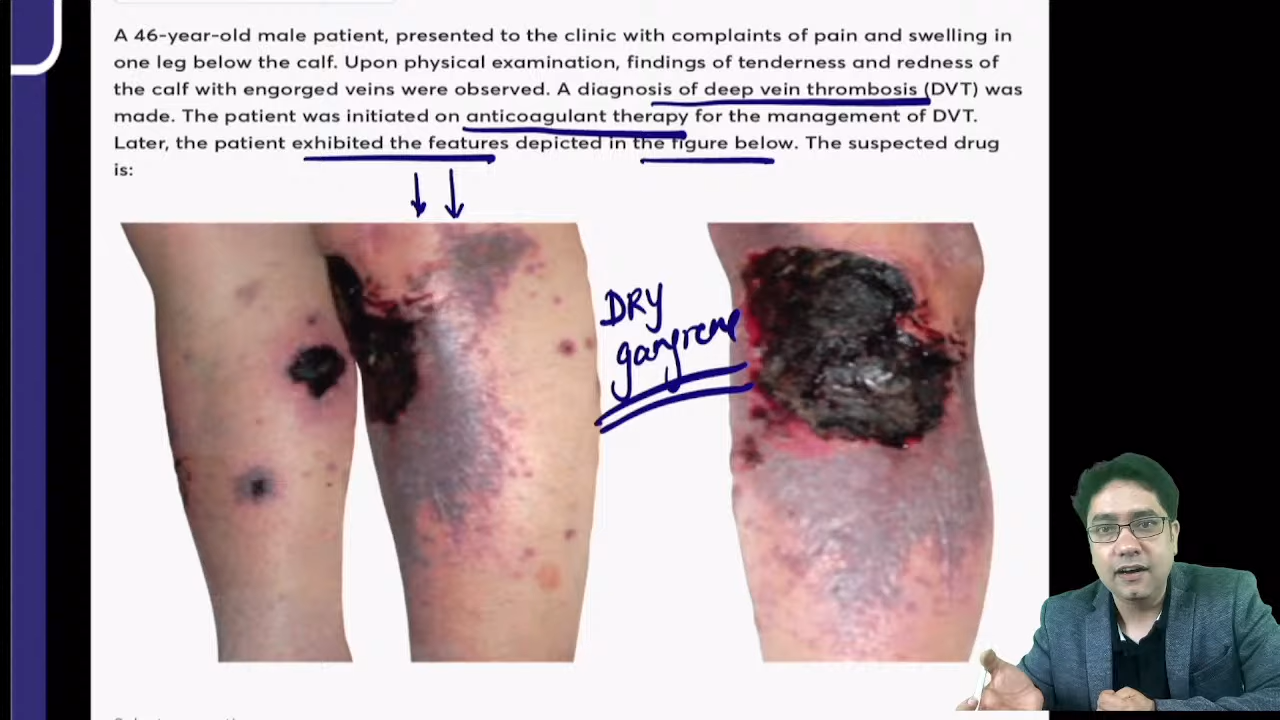 A 46-year-old male patient, presented to the clinic with complaints of pain and swelling in
one leg below the calf. Upon physical examination, findings of tenderness and redness of
the calf with engorged veins were observed. A diagnosis of deep vein thrombosis (DVT) was
made. The patient was initiated on anticoagulant therapy for the management of DVT.
Later, the patient exhibited the features depicted in the figure below. The suspected drug
is:
DRY
gangrene